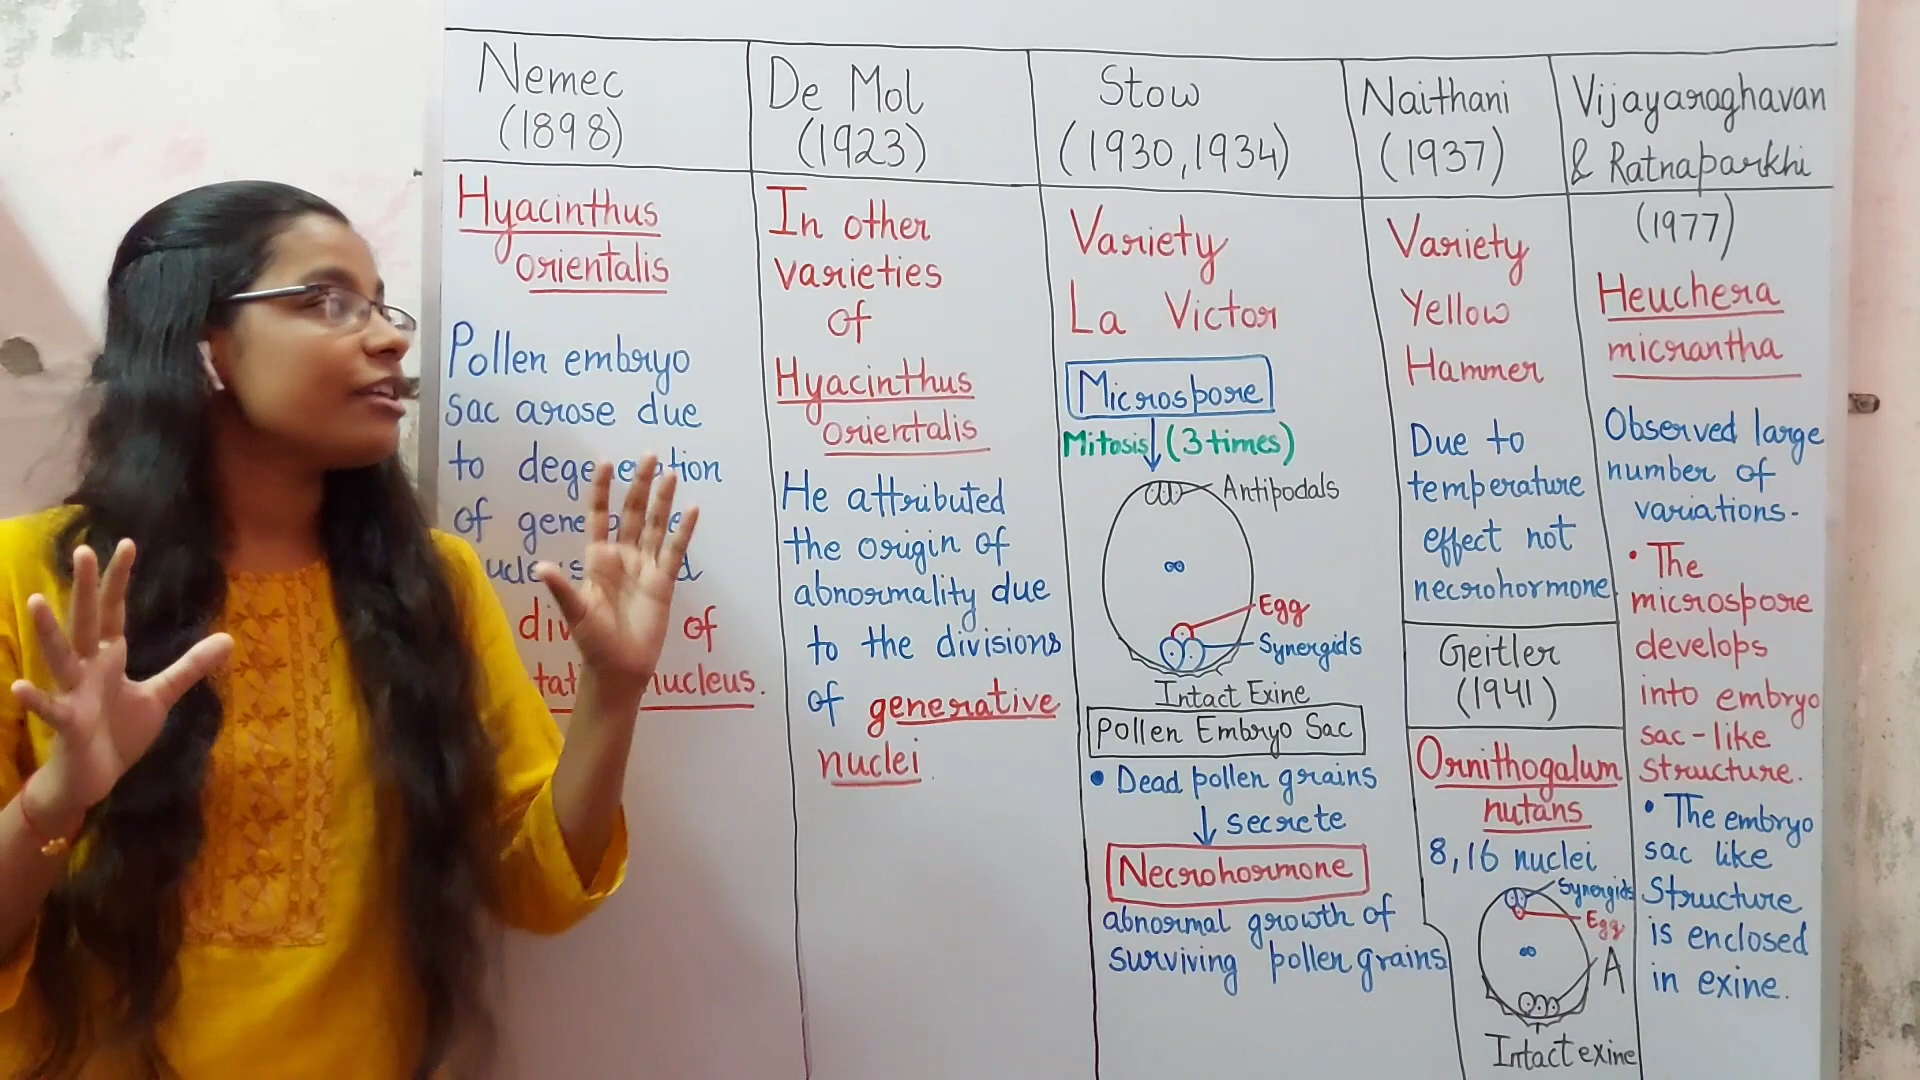 Nemec
(1898)
Hyacinthus
orientalis
Pollen embryo
sac arose due
to
of
of
nucleus.
De Mol
(1923)
In other
varieties
of
Hyacinthus
orientalis
He attributed
the origin of
abnormality due
to the divisions
of generative
nuclei.
Stow
(1930,1934)
Variety
La Victor
Microspore
Mitosis (3 times)
Antipodals
Egg
Synergids
Intact Exine
Pollen Embryo Sac
• Dead pollen grains
secrete
Necrohormone
abnormal growth of
surviving pollen grains
Naithani
(1937)
Variety
Yellow
Hammer
Due to
temperature
effect not
necrohormone
Geitler
(1941)
Ornithogalum
nutans
8,16 nuclei
Synergids
Egg
A
Intact exine
Vijayaraghavan
& Ratnaparkhi
(1977)
Heuchera
micrantha
Observed large
number of
variations-
• The
microspore
develops
into embryo
sac-like
structure.
• The embryo
sac like
Structure
is enclosed
in exine.